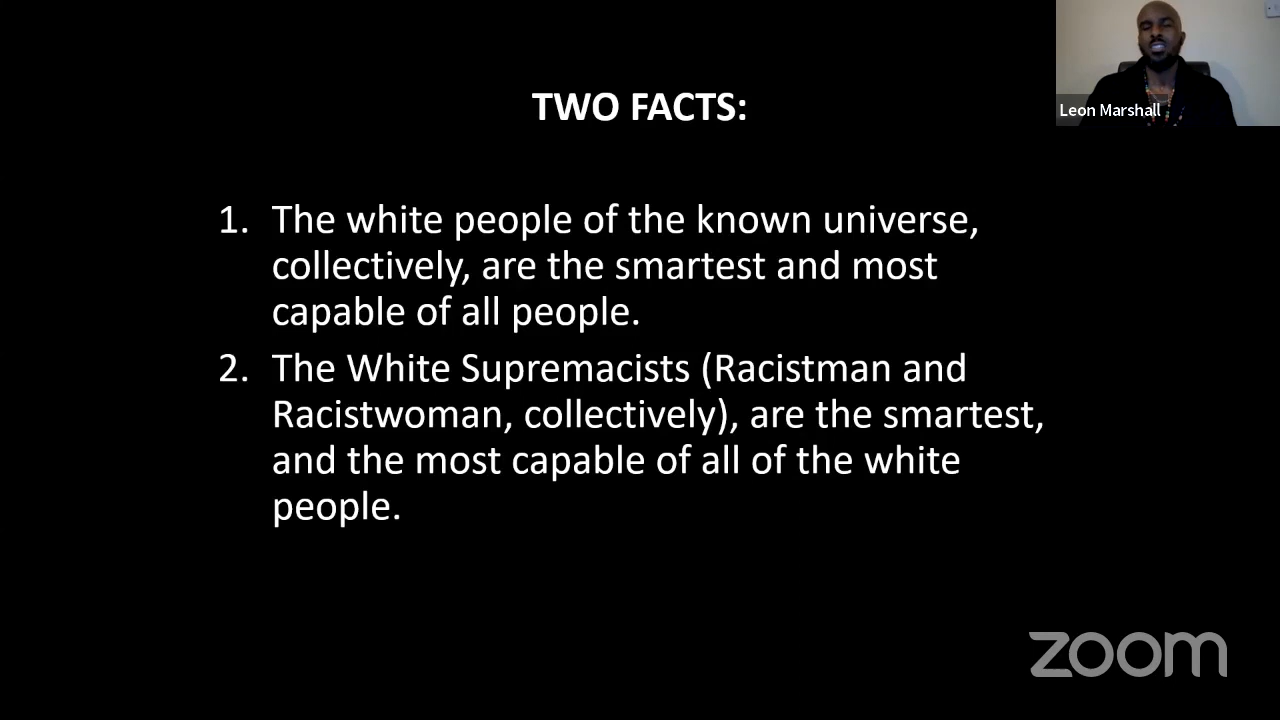 TWO FACTS:
Leon Marshall
1. The white people of the known universe,
collectively, are the smartest and most
capable of all people.
2. The White Supremacists (Racistman and
Racistwoman, collectively), are the smartest,
and the most capable of all of the white
people.
zoom